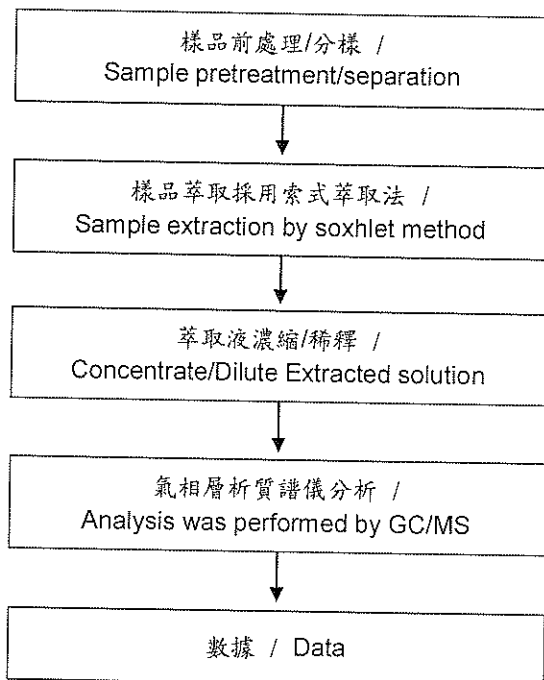 樣品前處理/分樣 /
Sample pretreatment/separation
樣品萃取採用索式萃取法 /
Sample extraction by soxhlet method
萃取液濃縮/稀釋 /
Concentrate/Dilute Extracted solution
氣相層析質譜儀分析 /
Analysis was performed by GC/MS
數據 / Data